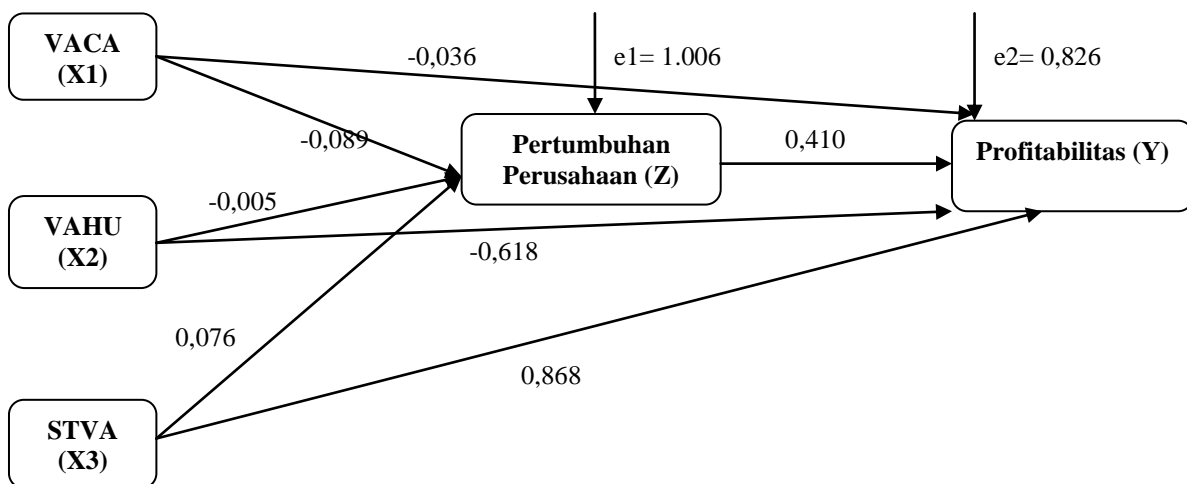 VACA
(X1)
-0,036
e1= 1.006
e2= 0,826
-0,089
Pertumbuhan
Perusahaan (Z)
0,410
Profitabilitas (Y)
VAHU
(X2)
-0,005
-0,618
0,076
0,868
STVA
(X3)